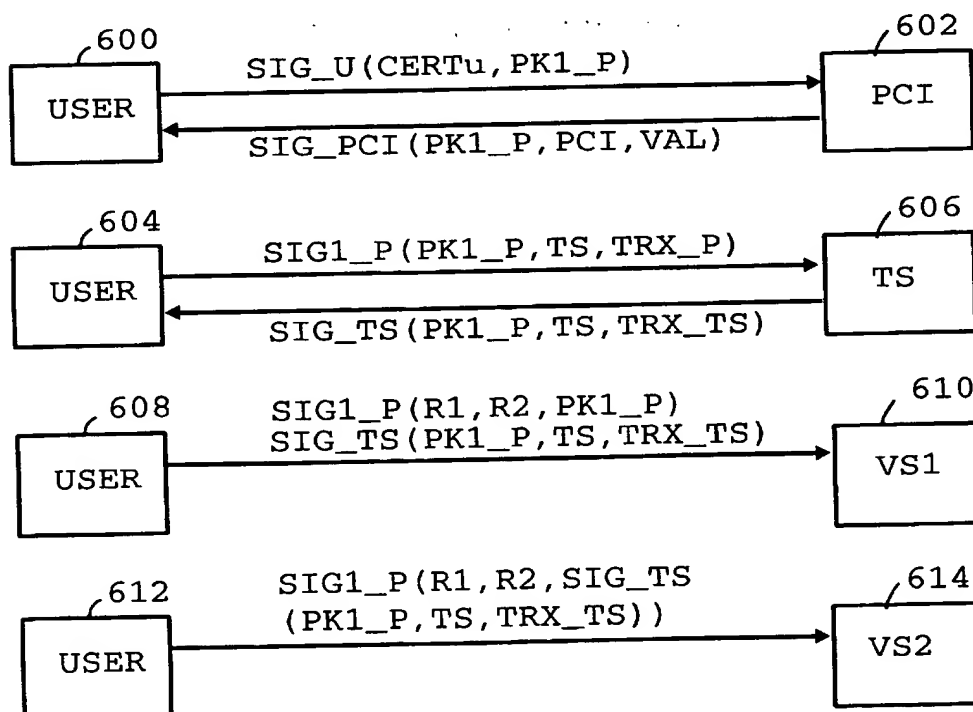 600
602
USER
SIG_U(CERTu,PK1_P)
PCI
SIG_PCI(PK1_P,PCI,VAL)
604
606
USER
SIG1_P(PK1_P,TS,TRX_P)
TS
SIG_TS(PK1_P,TS,TRX_TS)
608
610
USER
SIG1_P(R1,R2,PK1_P)
SIG_TS(PK1_P,TS,TRX_TS)
VS1
612
614
USER
SIG1_P(R1,R2,SIG_TS
(PK1_P,TS,TRX_TS))
VS2